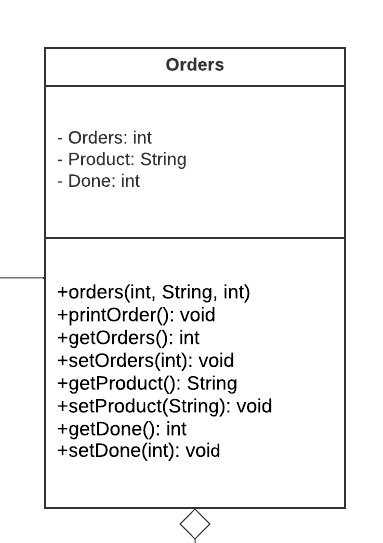 Orders
- Orders: int
- Product: String
- Done: int
+orders(int, String, int)
+printOrder(): void
+getOrders(): int
+setOrders(int): void
+getProduct(): String
+setProduct(String): void
+getDone(): int
+setDone(int): void